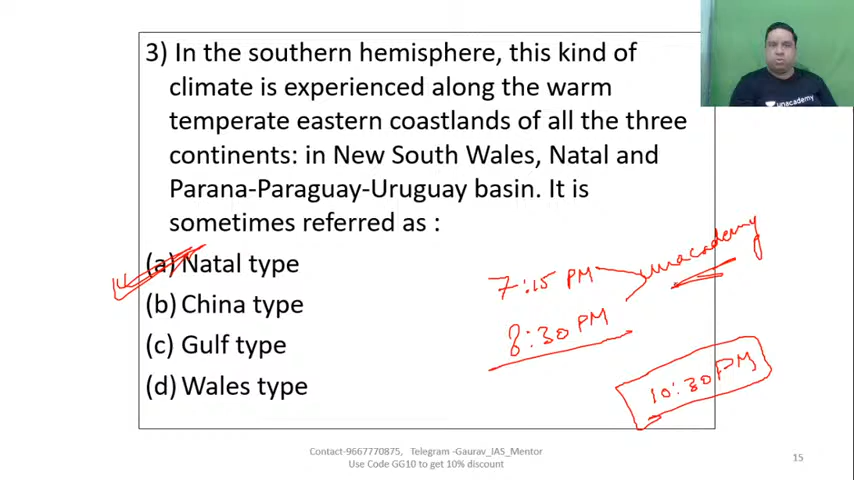 3) In the southern hemisphere, this kind of
climate is experienced along the warm
temperate eastern coastlands of all the three
continents: in New South Wales, Natal and
Parana-Paraguay-Uruguay basin. It is
sometimes referred as :
(a) Natal type
(b) China type
(c) Gulf type
(d) Wales type
7:15 PM
unacademy
8:30 PM
10:30 PM
unacademy
Contact-9667770875, Telegram -Gaurav_IAS_Mentor
Use Code GG10 to get 10% discount
15